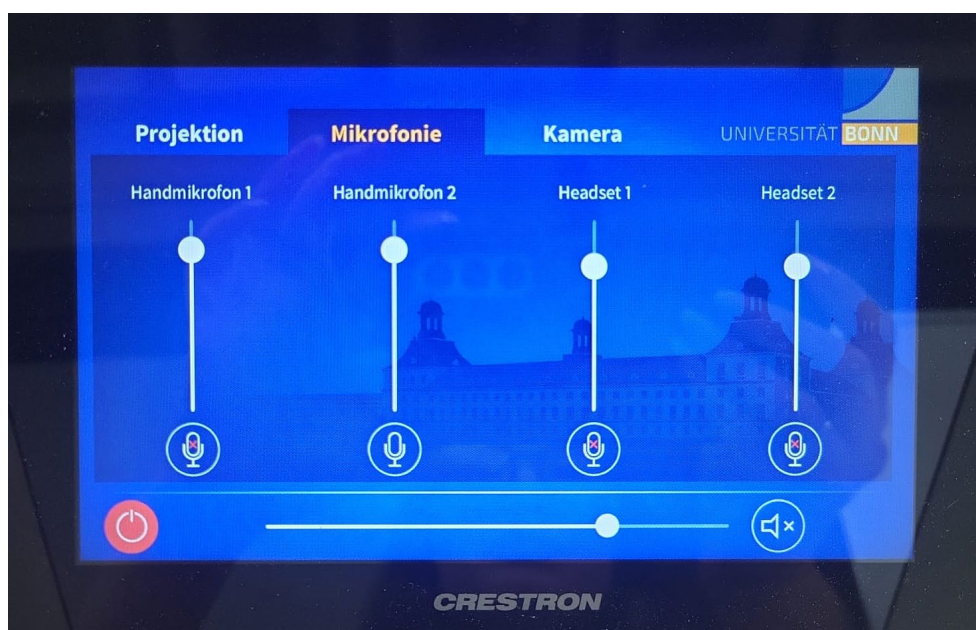 Projektion
Mikrofonie
Kamera
UNIVERSITÄT BONN
Handmikrofon 1
Handmikrofon 2
Headset 1
Headset 2
CRESTRON